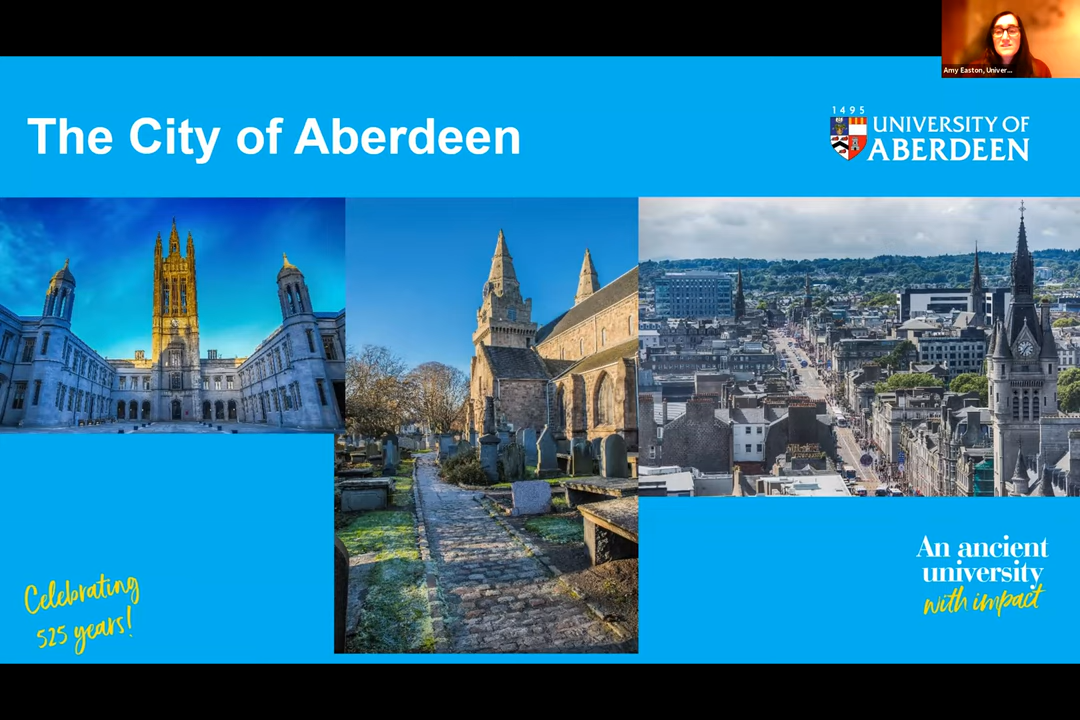 Amy Easton, Univer...
The City of Aberdeen
1495
UNIVERSITY OF
ABERDEEN
An ancient
university
with impact
Celebrating
525 years!